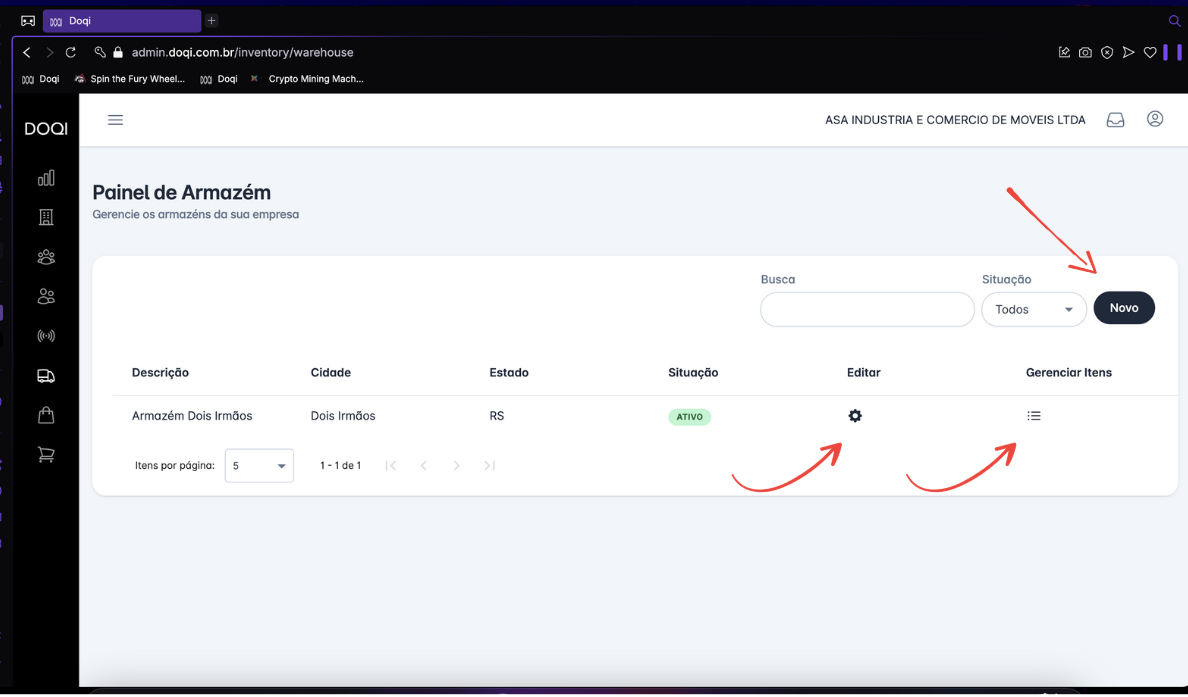 Doqi
admin.doqi.com.br/inventory/warehouse
Doqi Spin the Fury Wheel... Doqi Crypto Mining Mach...
DOQI
ASA INDUSTRIA E COMERCIO DE MOVEIS LTDA
Painel de Armazém
Gerencie os armazéns da sua empresa
Busca Situação
Todos Novo
Descrição Cidade Estado Situação Editar Gerenciar Itens
Armazém Dois Irmãos Dois Irmãos RS ATIVO
Itens por página: 5 1 - 1 de 1